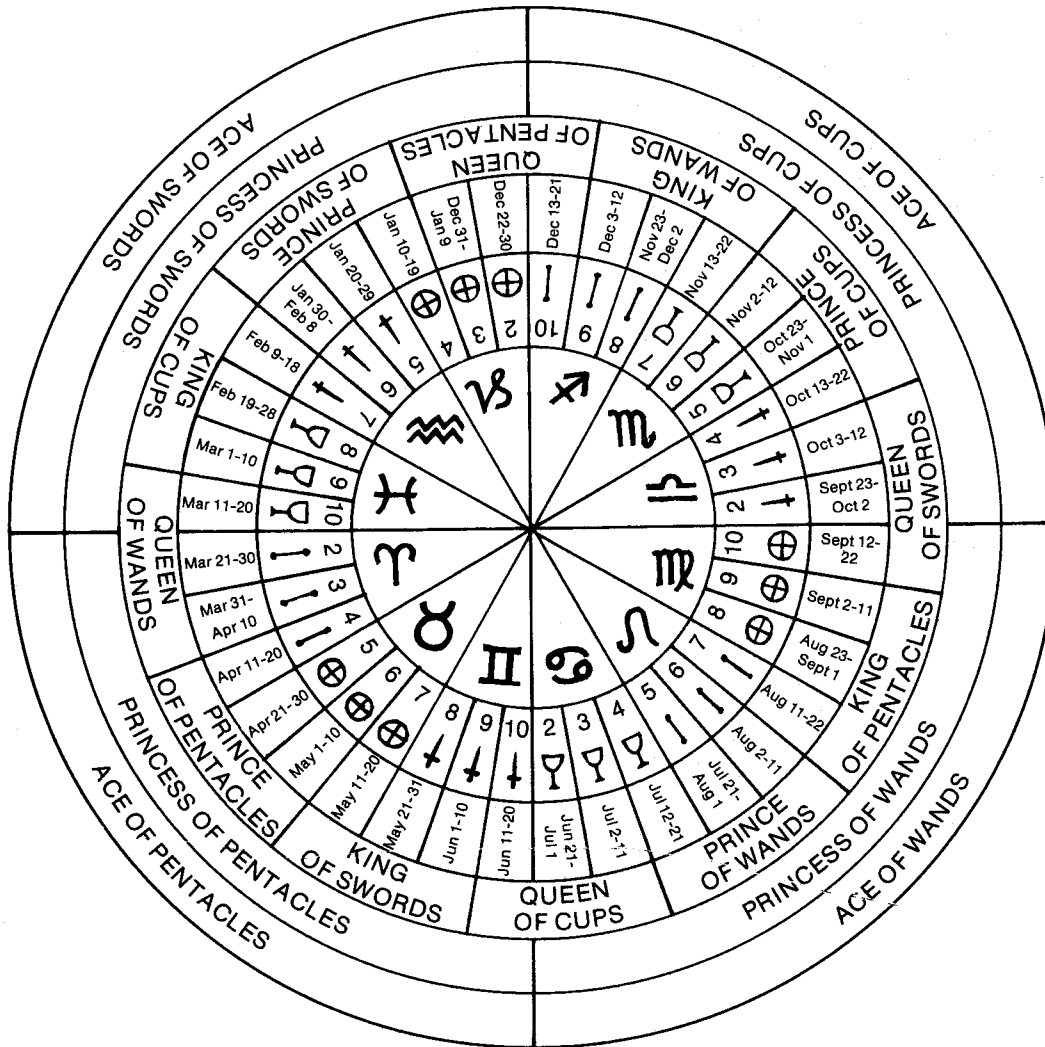 ACE OF SWORDS
ACE OF CUPS
ACE OF WANDS
ACE OF PENTACLES
PRINCESS OF SWORDS
PRINCESS OF CUPS
PRINCESS OF WANDS
PRINCESS OF PENTACLES
QUEEN
OF PENTACLES
KING
OF WANDS
PRINCE
OF CUPS
QUEEN
OF SWORDS
KING
OF PENTACLES
PRINCE
OF WANDS
QUEEN
OF CUPS
KING
OF SWORDS
PRINCE
OF PENTACLES
QUEEN
OF WANDS
KING
OF CUPS
PRINCE
OF SWORDS
Dec 22-30
Dec 13-21
Dec 3-12
Nov 23-
Dec 2
Nov 13-22
Nov 2-12
Oct 23-
Nov 1
Oct 13-22
Oct 3-12
Sept 23-
Oct 2
Sept 12-
22
Sept 2-11
Aug 23-
Sept 1
Aug 11-22
Aug 2-11
Jul 21-
Aug 1
Jul 12-21
Jul 2-11
Jun 21-
Jul 1
Jun 11-20
Jun 1-10
May 21-31
May 11-20
May 1-10
Apr 21-30
Apr 11-20
Mar 31-
Apr 10
Mar 21-30
Mar 11-20
Mar 1-10
Feb 19-28
Feb 9-18
Jan 30-
Feb 8
Jan 20-29
Jan 10-19
Dec 31-
Jan 9
2
10
9
8
7
6
5
4
3
2
10
9
8
7
6
5
4
3
2
10
9
8
7
6
5
4
3
2
10
9
8
7
6
5
4
3
♑
♐
♏
♎
♍
♌
♋
♊
♉
♈
♓
♒